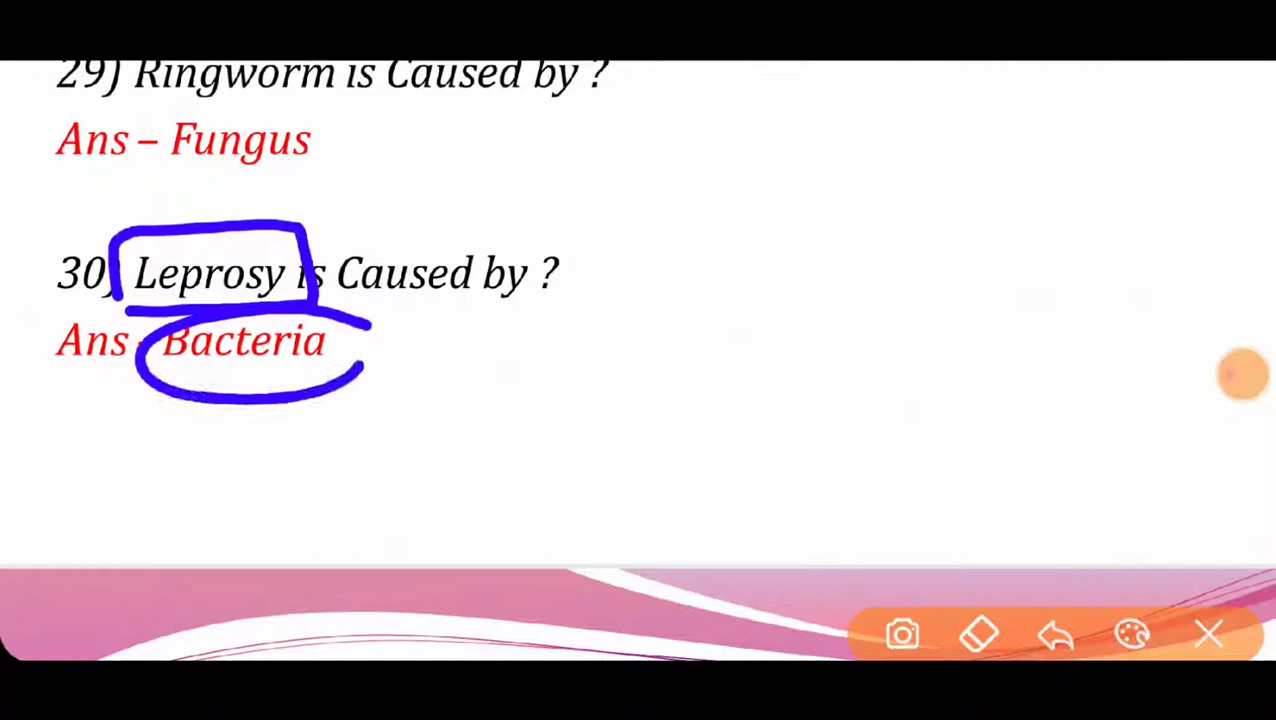 29) Ringworm is Caused by ?
Ans – Fungus
30) Leprosy is Caused by ?
Ans - Bacteria